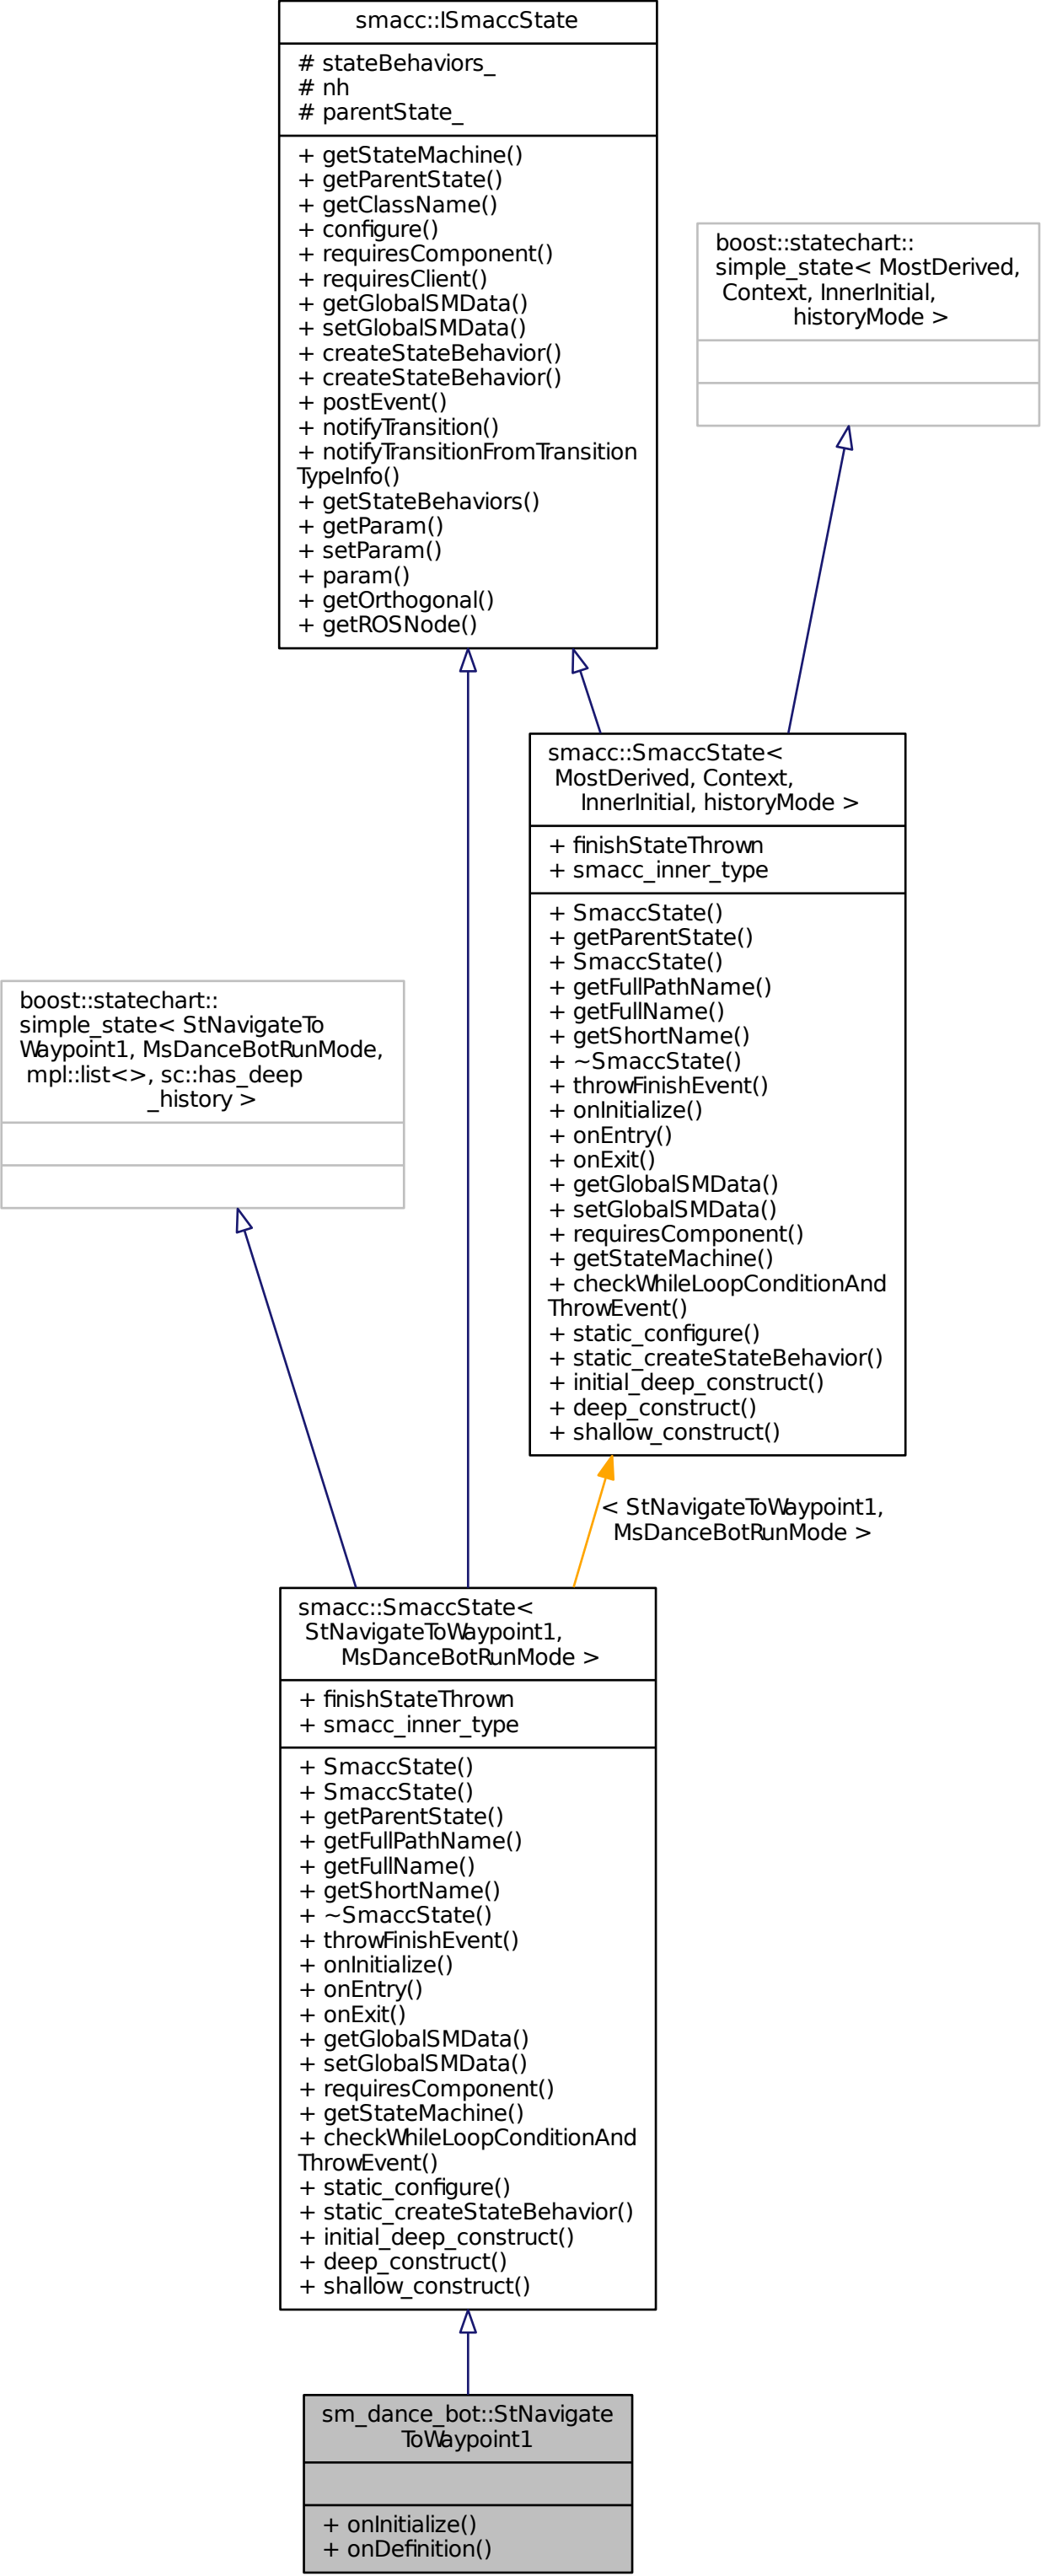 smacc::ISmaccState
# stateBehaviors_
# nh
# parentState_
+ getStateMachine()
+ getParentState()
+ getClassName()
+ configure()
+ requiresComponent()
+ requiresClient()
+ getGlobalSMData()
+ setGlobalSMData()
+ createStateBehavior()
+ createStateBehavior()
+ postEvent()
+ notifyTransition()
+ notifyTransitionFromTransition
TypeInfo()
+ getStateBehaviors()
+ getParam()
+ setParam()
+ param()
+ getOrthogonal()
+ getROSNode()
boost::statechart::
simple_state< MostDerived,
Context, InnerInitial,
historyMode >
smacc::SmaccState<
MostDerived, Context,
InnerInitial, historyMode >
+ finishStateThrown
+ smacc_inner_type
+ SmaccState()
+ getParentState()
+ SmaccState()
+ getFullPathName()
+ getFullName()
+ getShortName()
+ ~SmaccState()
+ throwFinishEvent()
+ onInitialize()
+ onEntry()
+ onExit()
+ getGlobalSMData()
+ setGlobalSMData()
+ requiresComponent()
+ getStateMachine()
+ checkWhileLoopConditionAnd
ThrowEvent()
+ static_configure()
+ static_createStateBehavior()
+ initial_deep_construct()
+ deep_construct()
+ shallow_construct()
boost::statechart::
simple_state< StNavigateTo
Waypoint1, MsDanceBotRunMode,
mpl::list<>, sc::has_deep
_history >
< StNavigateToWaypoint1,
MsDanceBotRunMode >
smacc::SmaccState<
StNavigateToWaypoint1,
MsDanceBotRunMode >
+ finishStateThrown
+ smacc_inner_type
+ SmaccState()
+ SmaccState()
+ getParentState()
+ getFullPathName()
+ getFullName()
+ getShortName()
+ ~SmaccState()
+ throwFinishEvent()
+ onInitialize()
+ onEntry()
+ onExit()
+ getGlobalSMData()
+ setGlobalSMData()
+ requiresComponent()
+ getStateMachine()
+ checkWhileLoopConditionAnd
ThrowEvent()
+ static_configure()
+ static_createStateBehavior()
+ initial_deep_construct()
+ deep_construct()
+ shallow_construct()
sm_dance_bot::StNavigate
ToWaypoint1
+ onInitialize()
+ onDefinition()